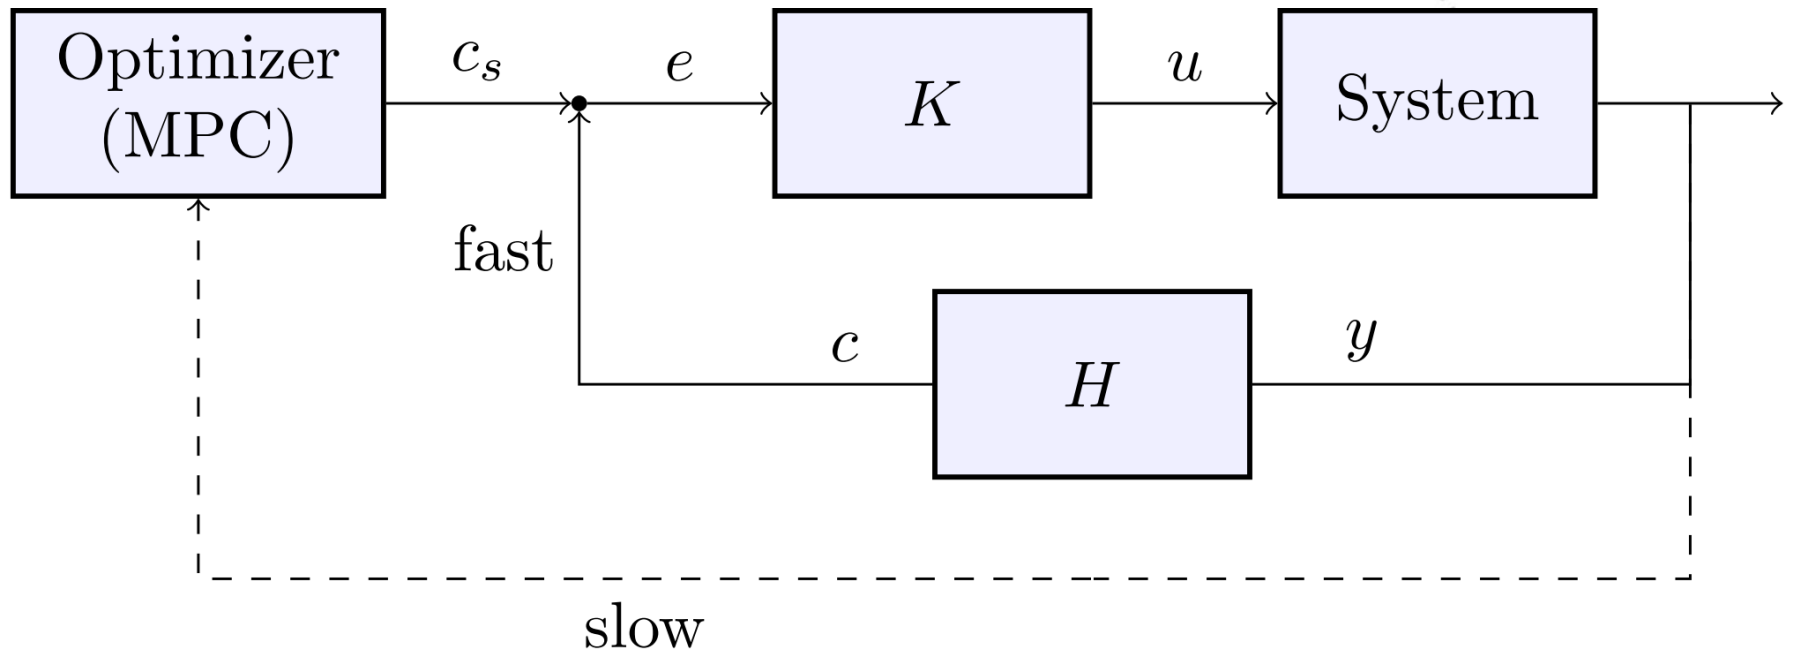 Optimizer
(MPC)
c_s
e
K
u
System
fast
c
H
y
slow